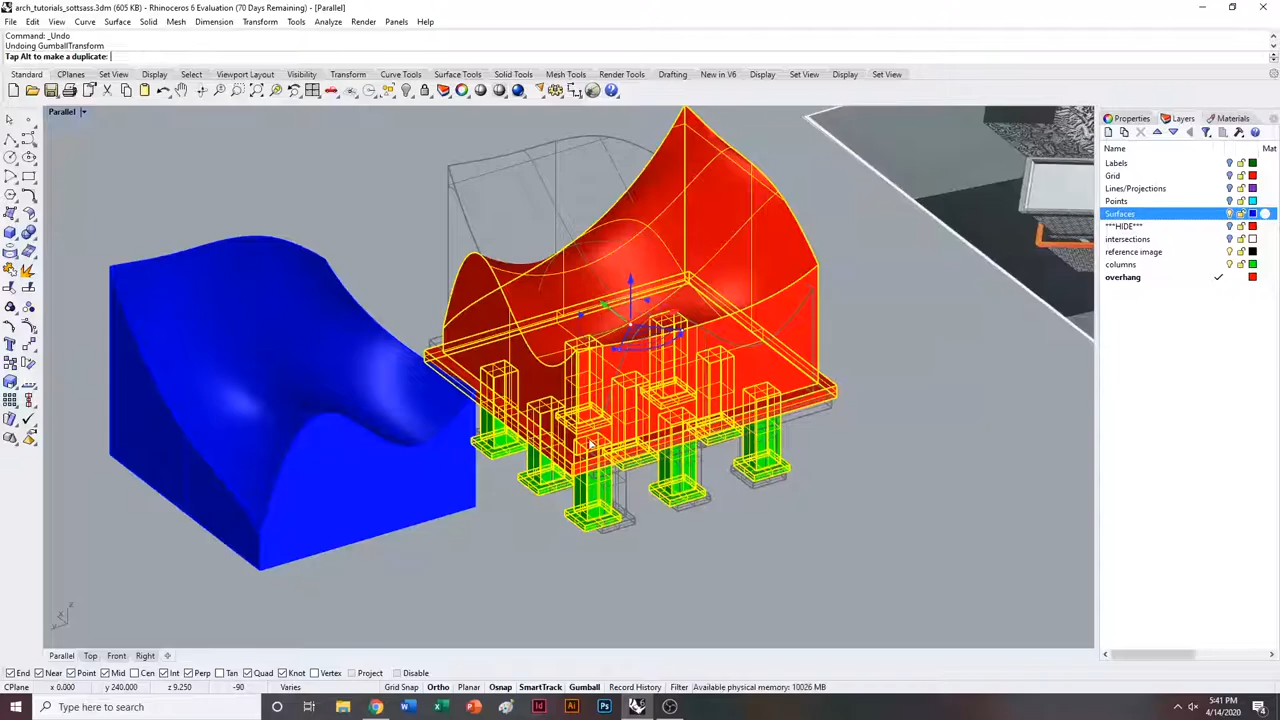 arch_tutorials_sottsass.3dm (605 KB) - Rhinoceros 6 Evaluation (70 Days Remaining) - [Parallel]
File Edit View Curve Surface Solid Mesh Dimension Transform Tools Analyze Render Panels Help
Command: _Undo
Undoing GumballTransform
Tap Alt to make a duplicate:
Standard CPlanes Set View Display Select Viewport Layout Visibility Transform Curve Tools Surface Tools Solid Tools Mesh Tools Render Tools Drafting New in V6 Display Set View Display Set View
Parallel
Properties Layers Materials
Name Mat
Labels
Grid
Lines/Projections
Points
Surfaces
***HIDE***
intersections
reference image
columns
overhang
z
x
y
Parallel Top Front Right
End Near Point Mid Cen Int Perp Tan Quad Knot Vertex Project Disable
CPlane x 0.000 y 240.000 z 9.250 -90 Varies Grid Snap Ortho Planar Osnap SmartTrack Gumball Record History Filter Available physical memory: 10026 MB
Type here to search
5:41 PM
4/14/2020